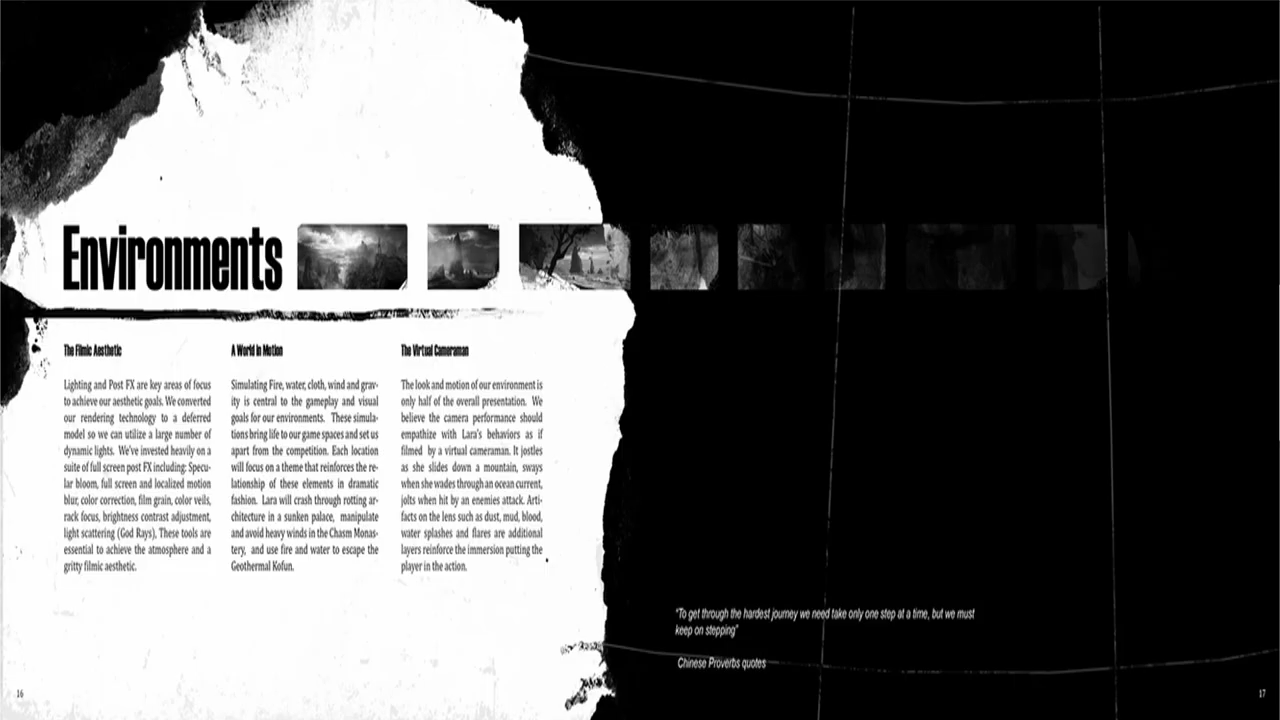 Environments
The Filmic Aesthetic
Lighting and Post FX are key areas of focus
to achieve our aesthetic goals. We converted
our rendering technology to a deferred
model so we can utilize a large number of
dynamic lights. We've invested heavily on a
suite of full screen post FX including: Specu-
lar bloom, full screen and localized motion
blur, color correction, film grain, color veils,
rack focus, brightness contrast adjustment,
light scattering (God Rays), These tools are
essential to achieve the atmosphere and a
gritty filmic aesthetic.
A World in Motion
Simulating Fire, water, cloth, wind and grav-
ity is central to the gameplay and visual
goals for our environments. These simula-
tions bring life to our game spaces and set us
apart from the competition. Each location
will focus on a theme that reinforces the re-
lationship of these elements in dramatic
fashion. Lara will crash through rotting ar-
chitecture in a sunken palace, manipulate
and avoid heavy winds in the Chasm Monas-
tery, and use fire and water to escape the
Geothermal Kofun.
The Virtual Cameraman
The look and motion of our environment is
only half of the overall presentation. We
believe the camera performance should
empathize with Lara's behaviors as if
filmed by a virtual cameraman. It jostles
as she slides down a mountain, sways
when she wades through an ocean current,
jolts when hit by an enemies attack. Arti-
facts on the lens such as dust, mud, blood,
water splashes and flares are additional
layers reinforce the immersion putting the
player in the action.
"To get through the hardest journey we need take only one step at a time, but we must
keep on stepping"
Chinese Proverbs quotes
16
17